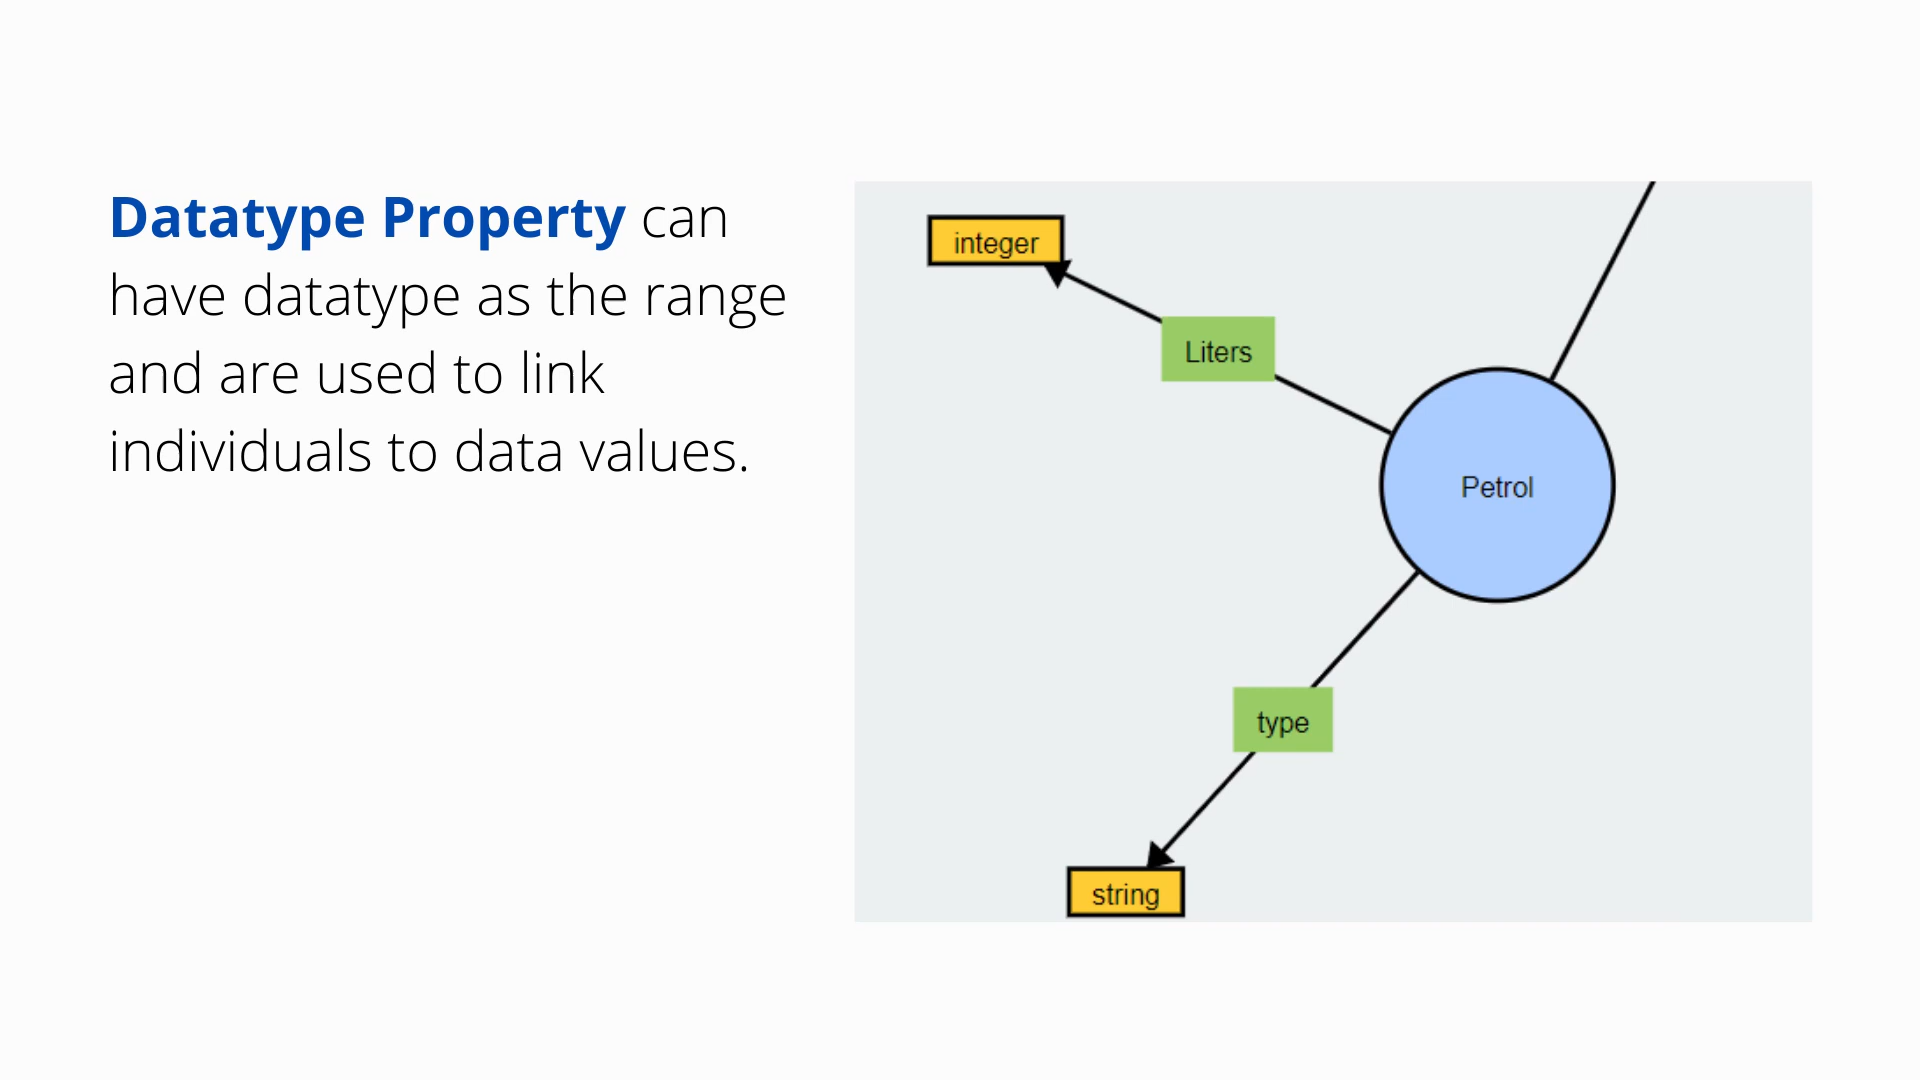 Datatype Property can
have datatype as the range
and are used to link
individuals to data values.
integer
Liters
Petrol
type
string